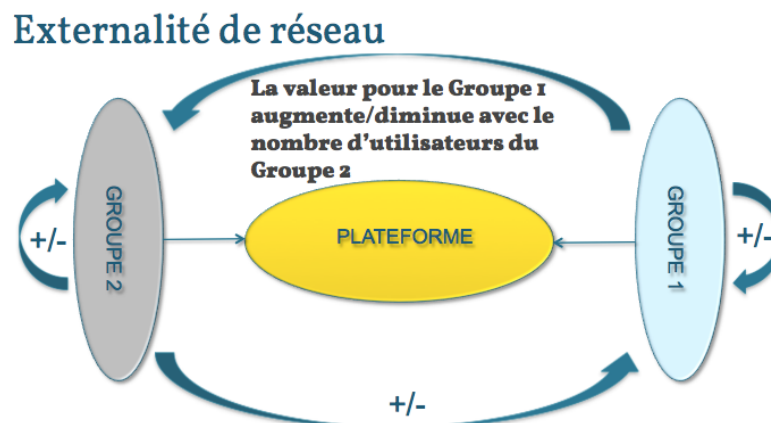 Externalité de réseau
La valeur pour le Groupe 1
augmente/diminue avec le
nombre d’utilisateurs du
Groupe 2
GROUPE 2
+/-
PLATEFORME
GROUPE 1
+/-
+/-